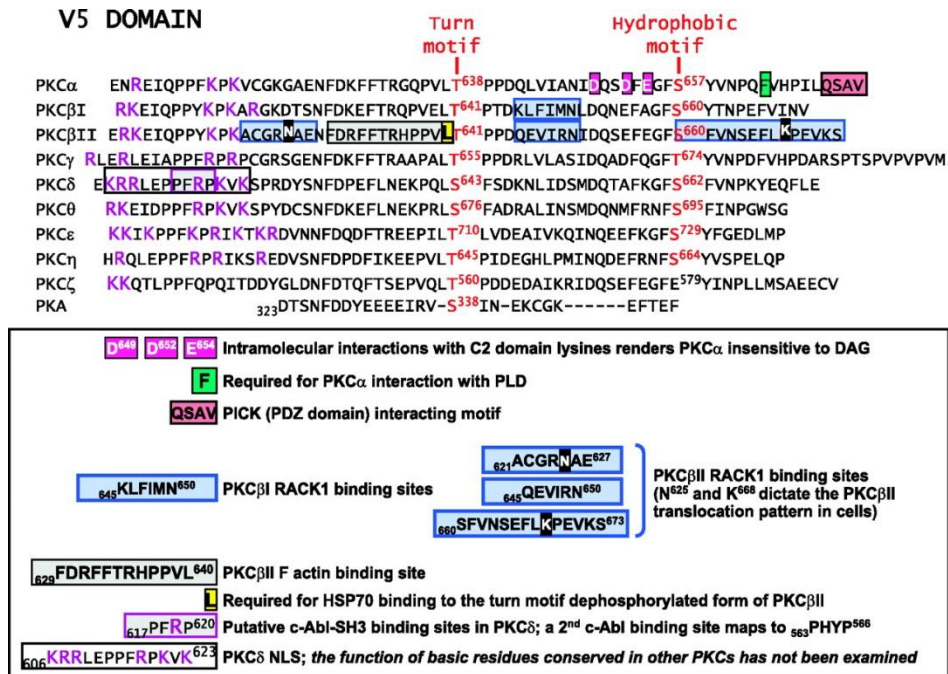 V5 DOMAIN
Turn motif
Hydrophobic motif
PKCα ENREIQPPFKPKVCGKGAENFDKFFTRGQPVLT638PPDQLVIANIDQSDFEGFS657YVNPQFVHPILQSAV
PKCβI RKEIQPPYKPKARGKDTSNFDKEFTRQPVELT641PTDKLFIMNLDQNEFAGFS660YTNPEFVINV
PKCβII ERKEIQPPYKPKACGRNAENFDRFFTRHPPVLT641PPDQEVIRNIDQSEFEGFS660FVNSEFLKPEVKS
PKCγ RLERLEIAPPFRPRPCGRSGENFDKFFTRAAPALT655PPDRLVLASIDQADFQGFT674YVNPDFVHPDARSPTSPVPVPVM
PKCδ EKRRLEPPFRPKVKSPRDYSNFDPEFLNEKPQLS643FSDKNLIDSMDQTAFKGFS662FVNPKYEQFLE
PKCθ RKEIDPPFRPKVKSPYDCSNFDKEFLNEKPRLS676FADRALINSMDQNMFRNFS695FINPGWSG
PKCε KKIKPPFKPRIKTKRDVNNFDQDFTREEPILT710LVDEAIVKQINQEEFKGFS729YFGEDLMP
PKCη HRQLEPPFRPRIKSREDVSNFDPDFIKEEPVLT645PIDEGHLPMINQDEFRNFS664YVSPELQP
PKCζ KKQTLPPFQPQITDDYGLDNFDTQFTSEPVQLT560PDDEDAIKRIDQSEFEGFE579YINPLLMSAEECV
PKA 323DTSNFDDYEEEEIRV-S338IN-EKCGK------EFTEF
D649 D652 E654 Intramolecular interactions with C2 domain lysines renders PKCα insensitive to DAG
F Required for PKCα interaction with PLD
QSAV PICK (PDZ domain) interacting motif
645KLFIMN650 PKCβI RACK1 binding sites
621ACGRNAE627
645QEVIRN650
660SFVNSEFLKPEVKS673
PKCβII RACK1 binding sites
(N625 and K668 dictate the PKCβII
translocation pattern in cells)
629FDRFFTRHPPVL640 PKCβII F actin binding site
L Required for HSP70 binding to the turn motif dephosphorylated form of PKCβII
617PFRP620 Putative c-Abl-SH3 binding sites in PKCδ; a 2nd c-Abl binding site maps to 563PHYP566
606KRRLEPPFRPKVK623 PKCδ NLS; the function of basic residues conserved in other PKCs has not been examined